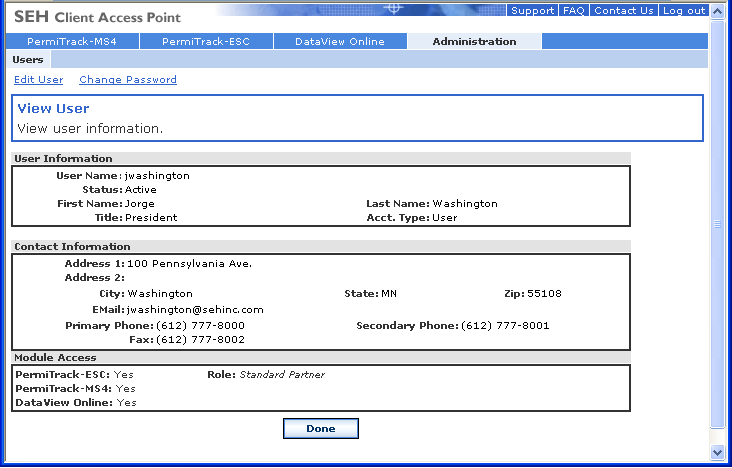 SEH Client Access Point
Support | FAQ | Contact Us | Log out
PermiTrack-MS4 PermiTrack-ESC DataView Online Administration
Users
Edit User Change Password
View User
View user information.
User Information
User Name: jwashington
Status: Active
First Name: Jorge Last Name: Washington
Title: President Acct. Type: User
Contact Information
Address 1: 100 Pennsylvania Ave.
Address 2:
City: Washington State: MN Zip: 55108
EMail: jwashington@sehinc.com
Primary Phone: (612) 777-8000 Secondary Phone: (612) 777-8001
Fax: (612) 777-8002
Module Access
PermiTrack-ESC: Yes Role: Standard Partner
PermiTrack-MS4: Yes
DataView Online: Yes
Done